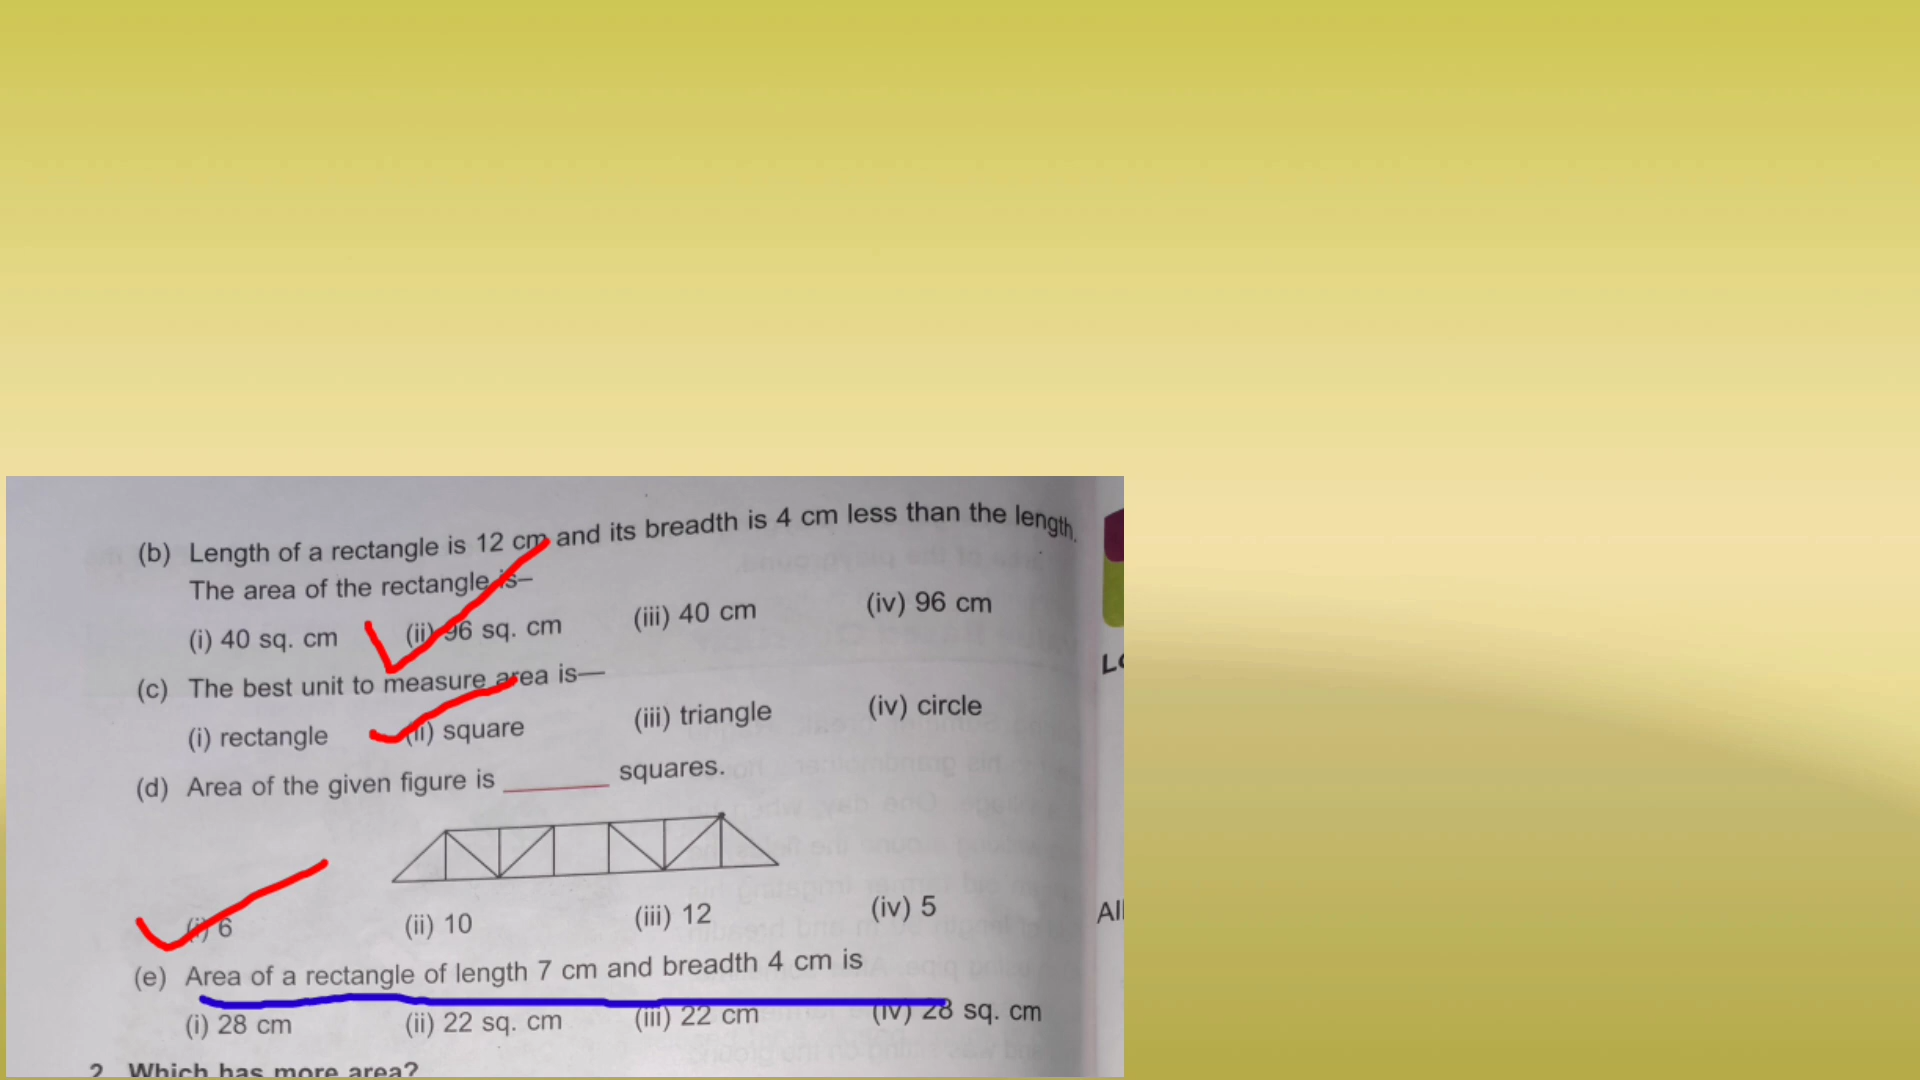 (b) Length of a rectangle is 12 cm and its breadth is 4 cm less than the length.
The area of the rectangle is–
(i) 40 sq. cm (ii) 96 sq. cm (iii) 40 cm (iv) 96 cm
(c) The best unit to measure area is—
(i) rectangle (ii) square (iii) triangle (iv) circle
(d) Area of the given figure is ________ squares.
(i) 6 (ii) 10 (iii) 12 (iv) 5
(e) Area of a rectangle of length 7 cm and breadth 4 cm is
(i) 28 cm (ii) 22 sq. cm (iii) 22 cm (iv) 28 sq. cm
2. Which has more area?